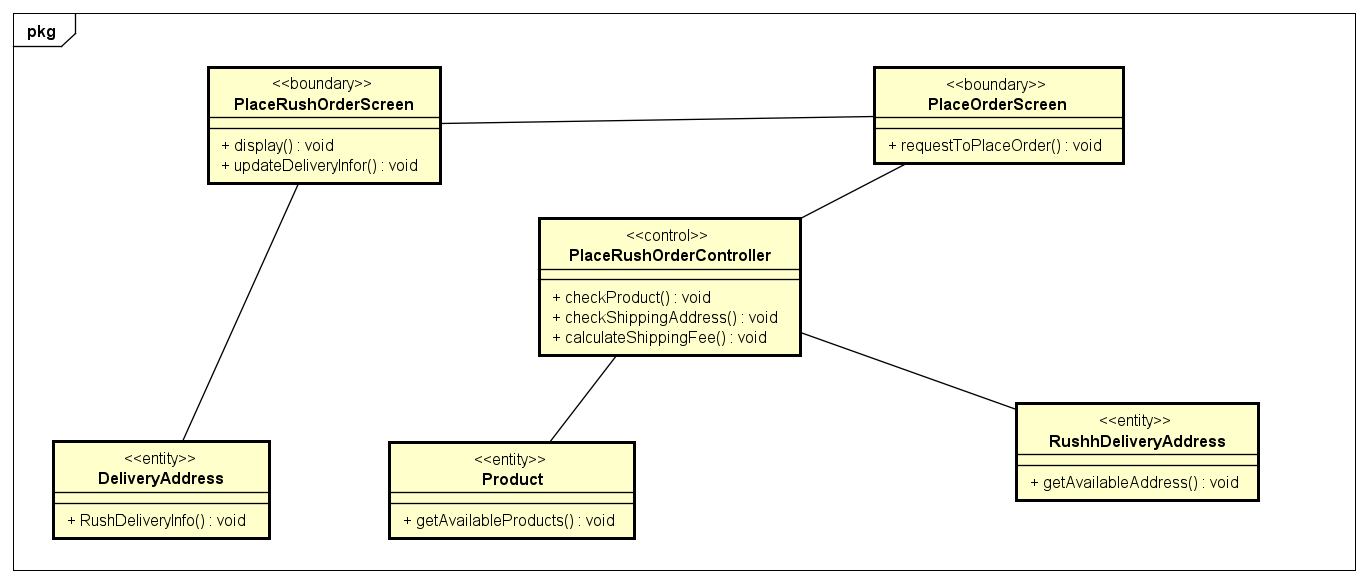 pkg
<<boundary>>
PlaceRushOrderScreen
+ display() : void
+ updateDeliveryInfor() : void
<<boundary>>
PlaceOrderScreen
+ requestToPlaceOrder() : void
<<control>>
PlaceRushOrderController
+ checkProduct() : void
+ checkShippingAddress() : void
+ calculateShippingFee() : void
<<entity>>
DeliveryAddress
+ RushDeliveryInfo() : void
<<entity>>
Product
+ getAvailableProducts() : void
<<entity>>
RushhDeliveryAddress
+ getAvailableAddress() : void